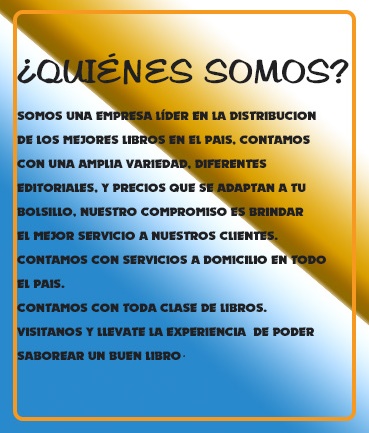 ¿QUIÉNES SOMOS?
SOMOS UNA EMPRESA LÍDER EN LA DISTRIBUCION
DE LOS MEJORES LIBROS EN EL PAIS, CONTAMOS
CON UNA AMPLIA VARIEDAD, DIFERENTES
EDITORIALES, Y PRECIOS QUE SE ADAPTAN A TU
BOLSILLO, NUESTRO COMPROMISO ES BRINDAR
EL MEJOR SERVICIO A NUESTROS CLIENTES.
CONTAMOS CON SERVICIOS A DOMICILIO EN TODO
EL PAIS.
CONTAMOS CON TODA CLASE DE LIBROS.
VISITANOS Y LLEVATE LA EXPERIENCIA DE PODER
SABOREAR UN BUEN LIBRO.